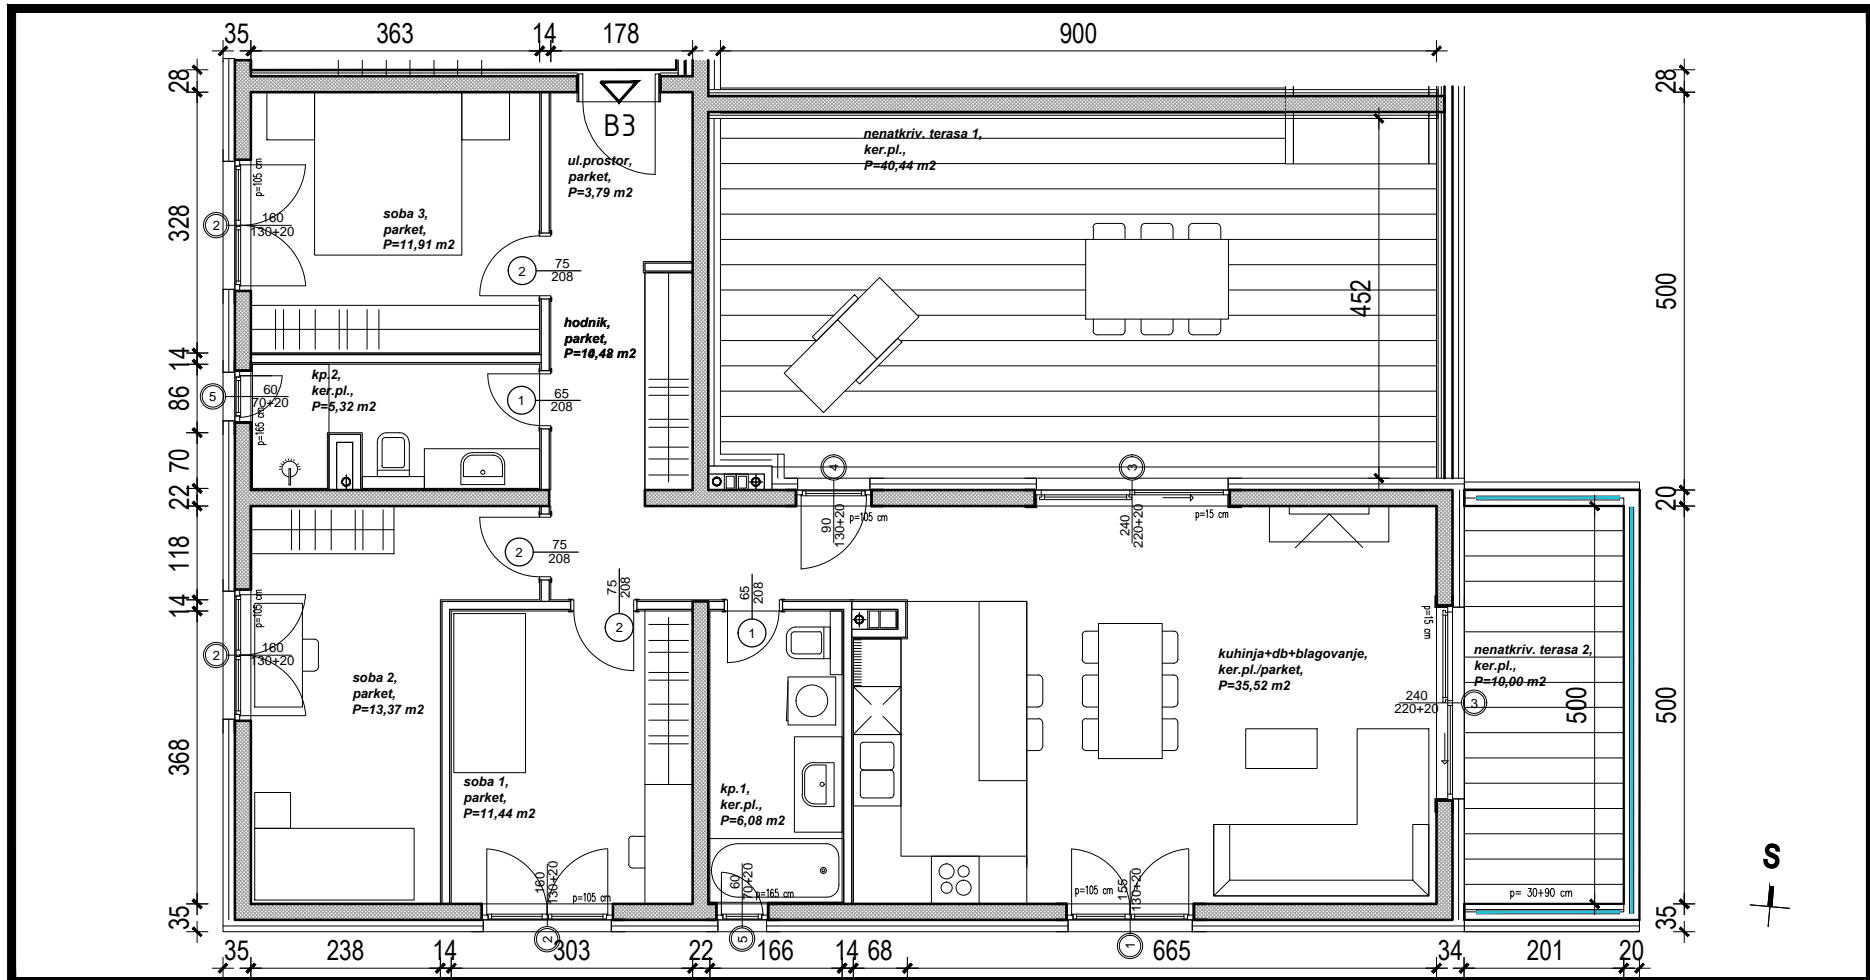 35
363
14
178
900
28
328
14
86
70
22
118
14
368
35
28
500
20
500
35
B3
ul.prostor,
parket,
P=3,79 m2
nenatkriv. terasa 1,
ker.pl.,
P=40,44 m2
452
p=105 cm
2
160
130+20
soba 3,
parket,
P=11,91 m2
2
75
208
hodnik,
parket,
kp.2,
ker.pl.,
P=5,32 m2
5
60
70+20
p=165 cm
1
65
208
4
90
130+20
p=105 cm
3
240
220+20
p=15 cm
2
75
208
2
75
208
1
65
208
p=105 cm
2
160
130+20
soba 2,
parket,
P=13,37 m2
soba 1,
parket,
P=11,44 m2
kp.1,
ker.pl.,
P=6,08 m2
kuhinja+db+blagovanje,
ker.pl./parket,
P=35,52 m2
p=15 cm
240
220+20
3
nenatkriv. terasa 2,
ker.pl.,
P=10,00 m2
500
p= 30+90 cm
160
130+20
p=105 cm
2
60
70+20
p=165 cm
5
p=105 cm
155
130+20
1
S
35
238
14
303
22
166
14
68
665
34
201
20